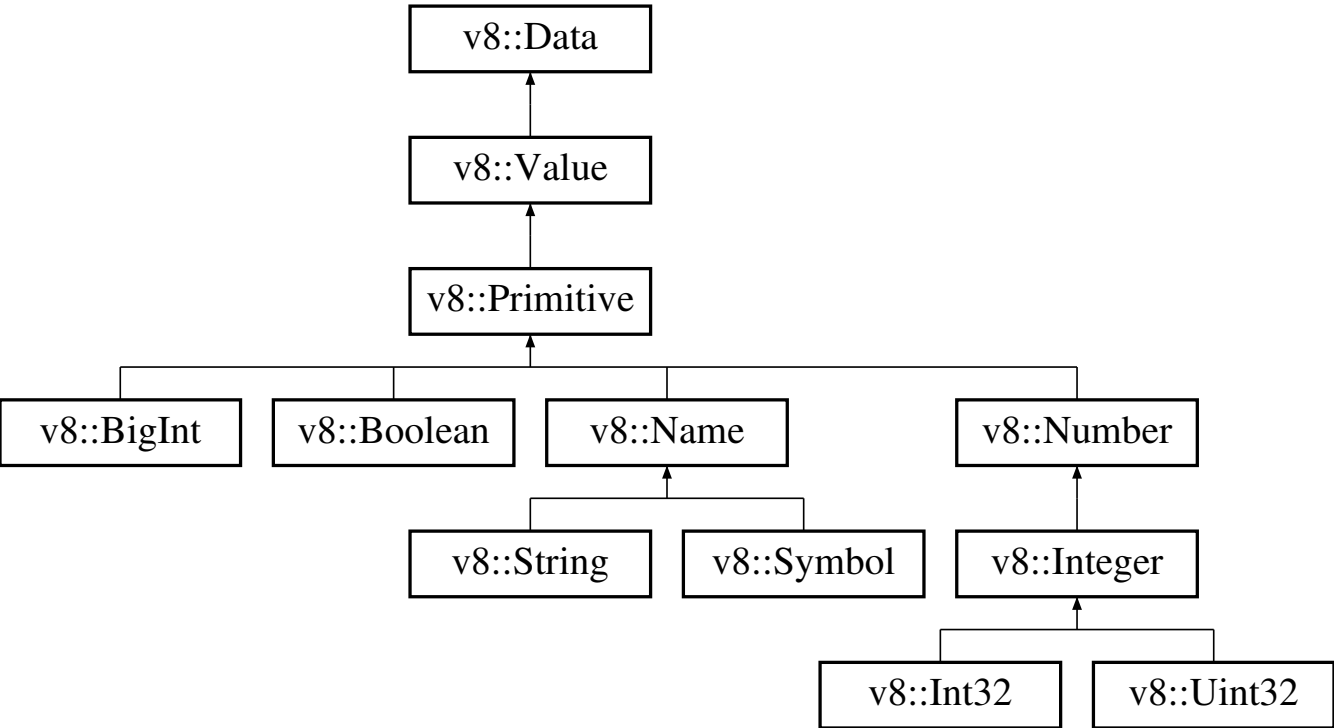 v8::Data
v8::Value
v8::Primitive
v8::BigInt
v8::Boolean
v8::Name
v8::Number
v8::String
v8::Symbol
v8::Integer
v8::Int32
v8::Uint32